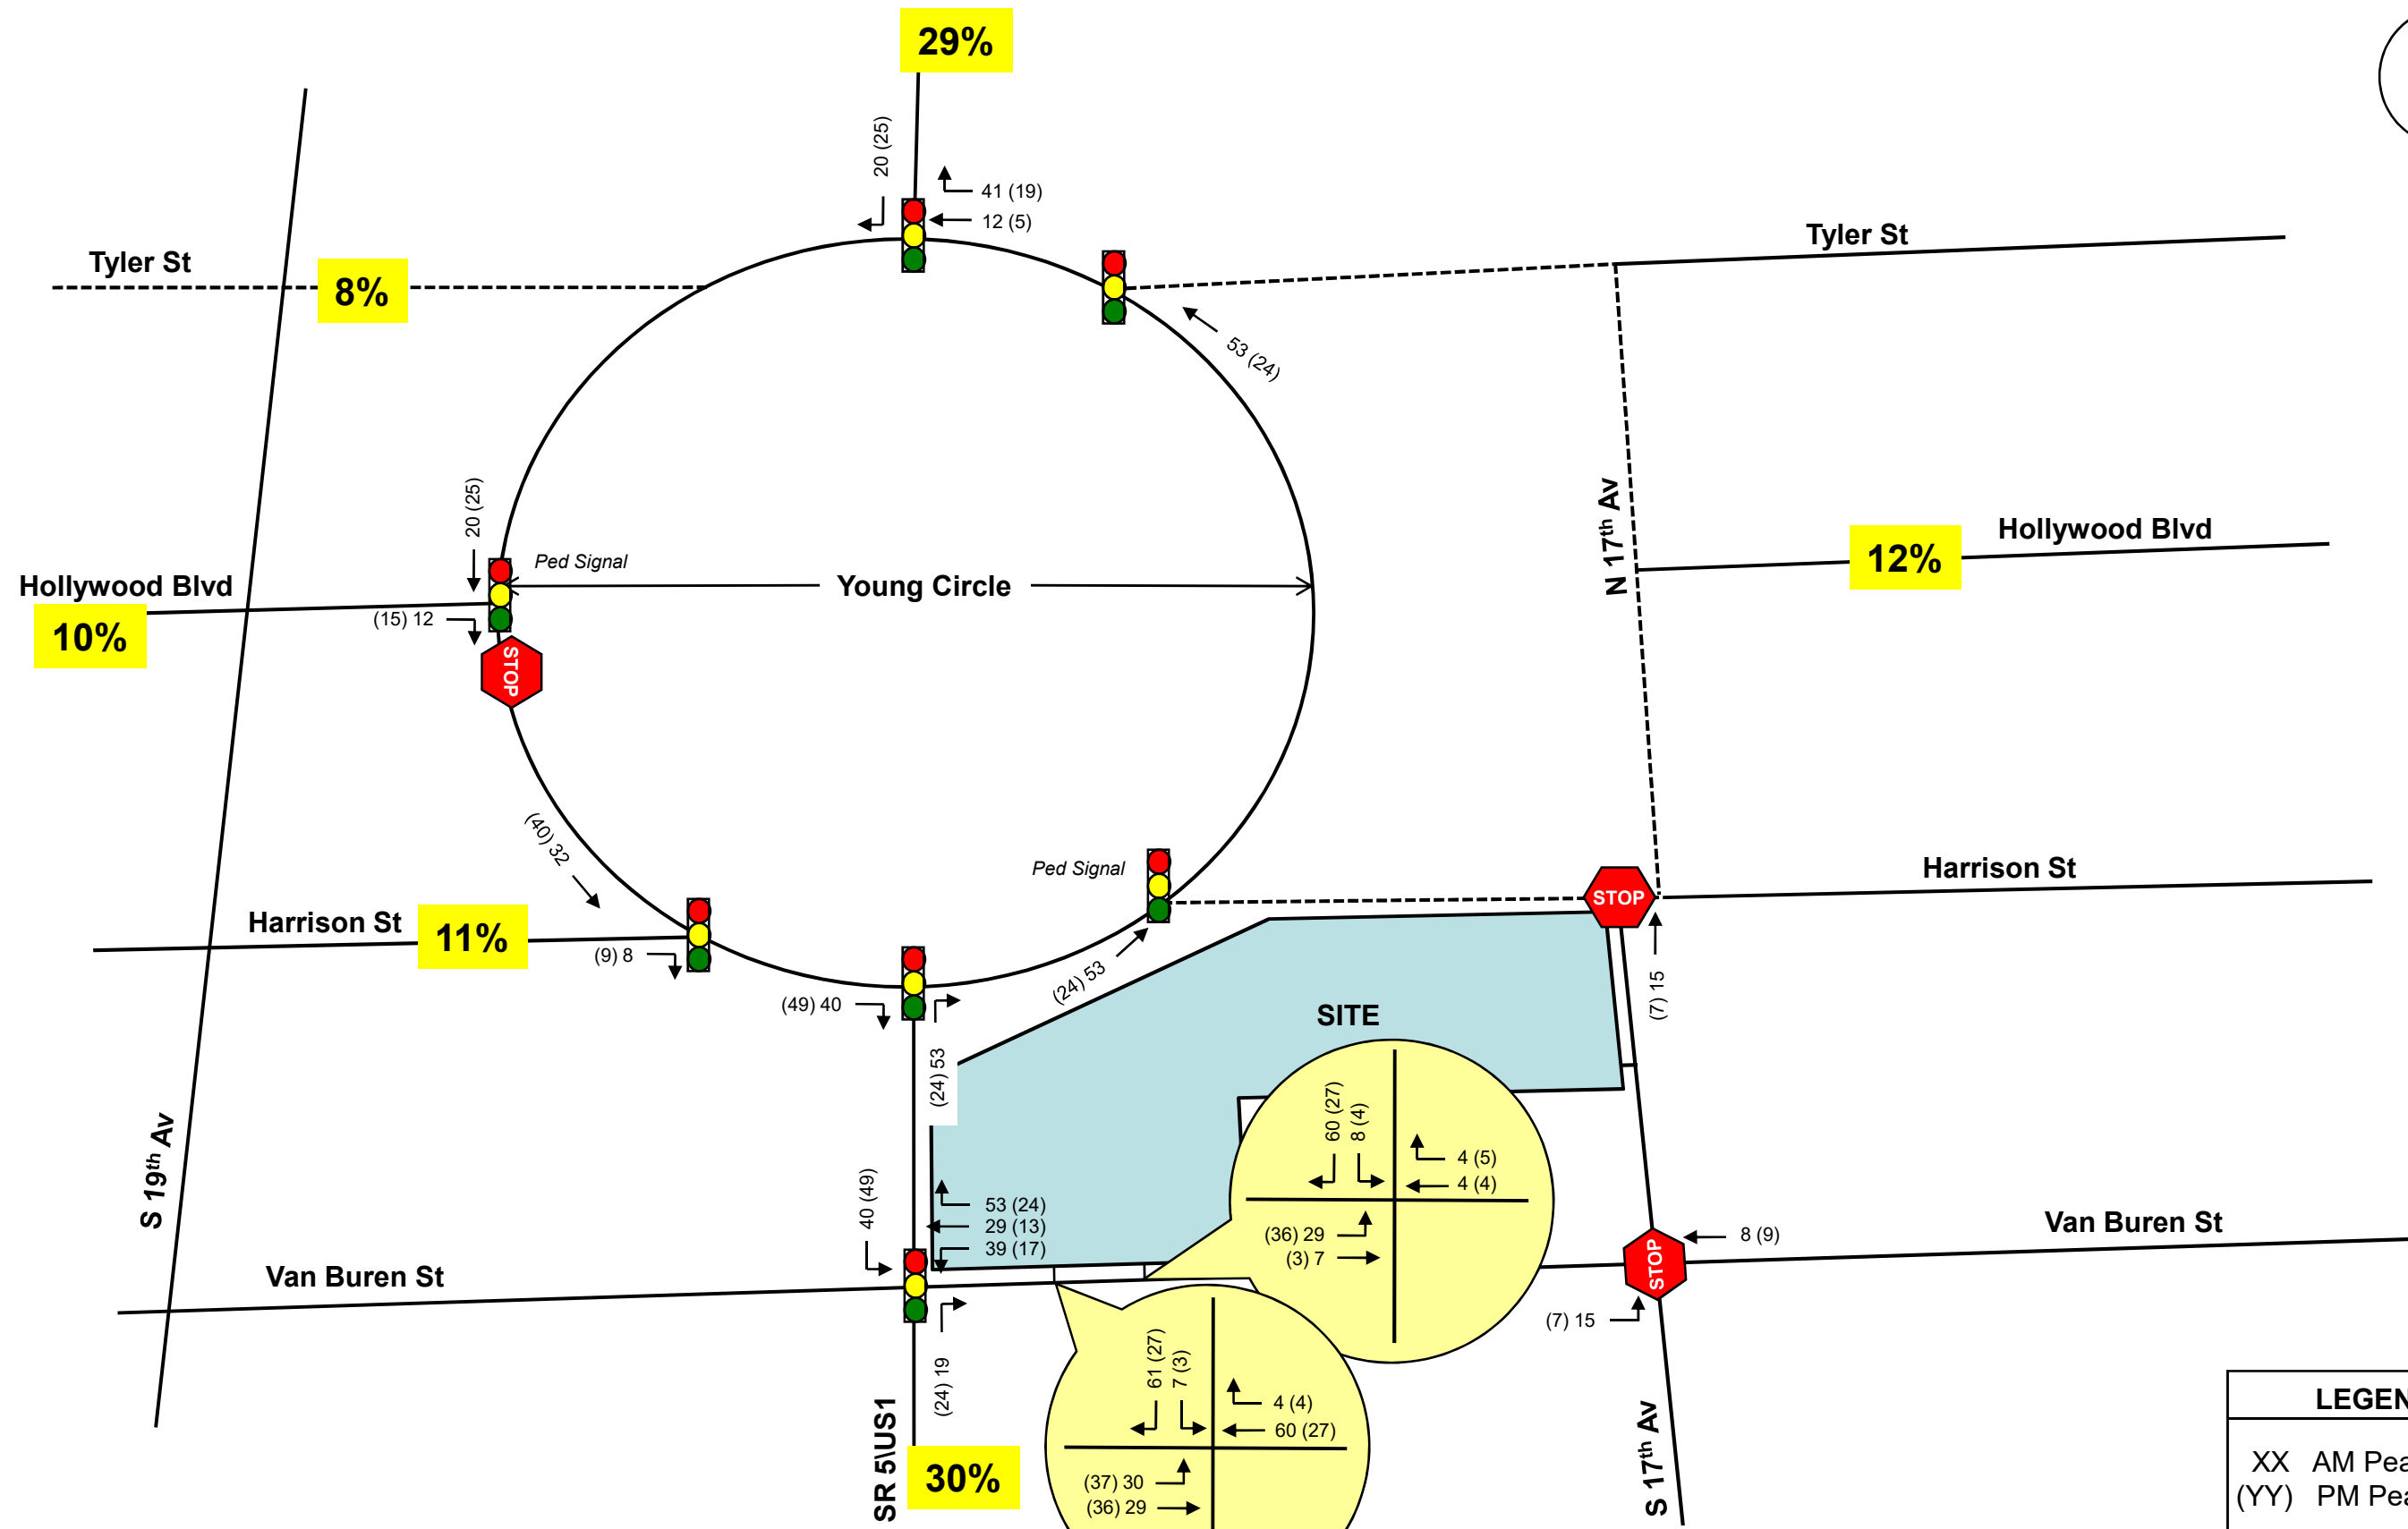 29%
20 (25)
41 (19)
12 (5)
Tyler St
8%
Tyler St
53 (24)
N 17th Av
Hollywood Blvd
12%
20 (25)
Ped Signal
Young Circle
Hollywood Blvd
10%
(15) 12
STOP
(40) 32
Ped Signal
Harrison St
STOP
Harrison St
11%
(9) 8
(24) 53
(7) 15
(49) 40
SITE
(24) 53
60 (27)
8 (4)
4 (5)
4 (4)
(36) 29
(3) 7
S 19th Av
40 (49)
53 (24)
29 (13)
39 (17)
Van Buren St
8 (9)
Van Buren St
STOP
(7) 15
(24) 19
61 (27)
7 (3)
4 (4)
60 (27)
(37) 30
(36) 29
SR 5\US1
30%
S 17th Av
LEGEN
XX AM Pea
(YY) PM Pea